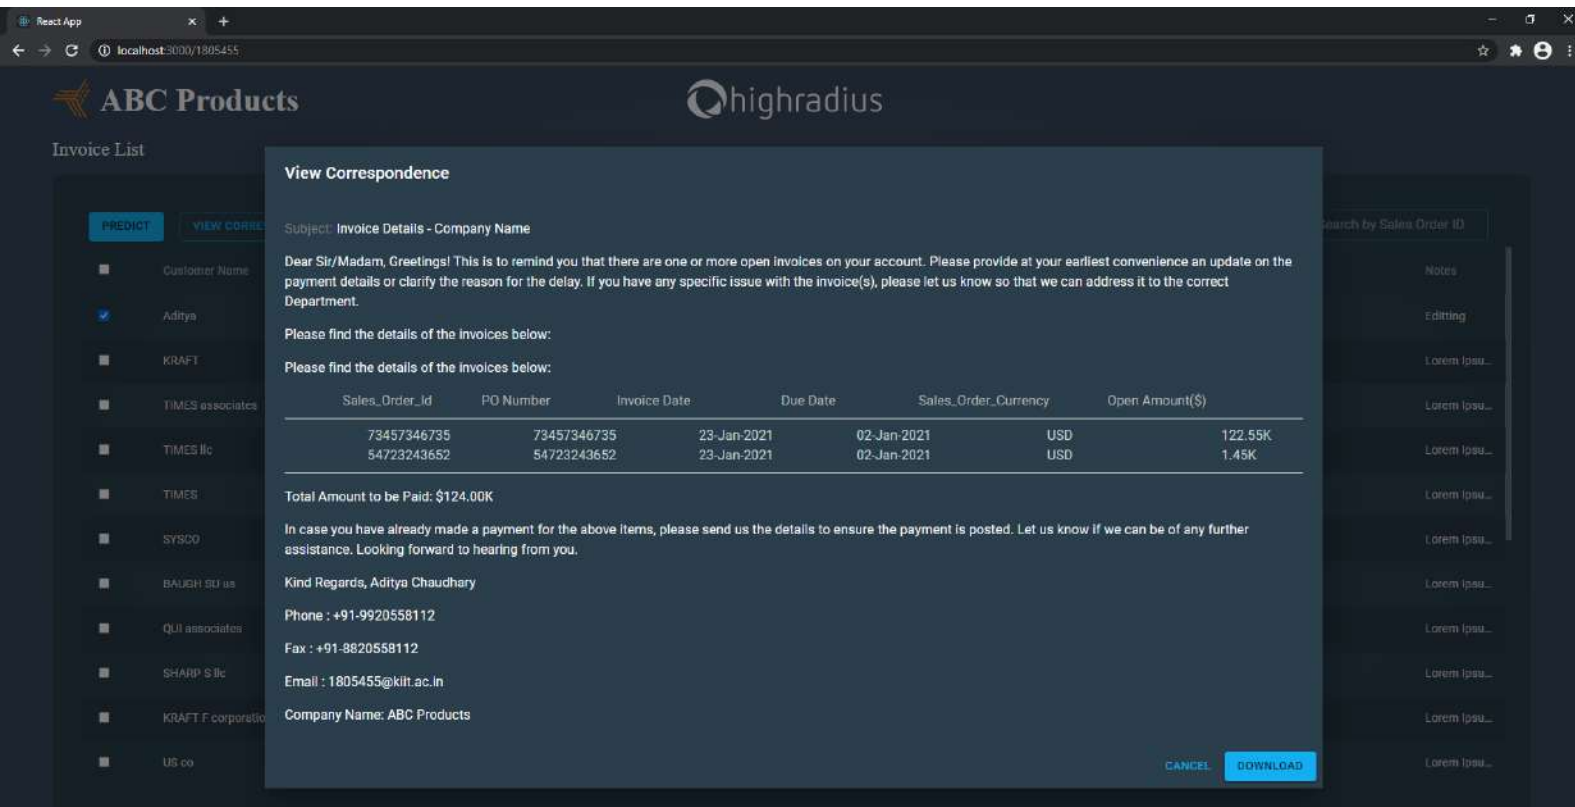 React App
localhost:3000/1805455
ABC Products
highradius
Invoice List
View Correspondence
PREDICT
VIEW CORRE
Search by Sales Order ID
Subject: Invoice Details - Company Name
Dear Sir/Madam, Greetings! This is to remind you that there are one or more open invoices on your account. Please provide at your earliest convenience an update on the
payment details or clarify the reason for the delay. If you have any specific issue with the invoice(s), please let us know so that we can address it to the correct
Department.
Please find the details of the invoices below:
Please find the details of the invoices below:
Sales_Order_Id PO Number Invoice Date Due Date Sales_Order_Currency Open Amount($)
73457346735 73457346735 23-Jan-2021 02-Jan-2021 USD 122.55K
54723243652 54723243652 23-Jan-2021 02-Jan-2021 USD 1.45K
Total Amount to be Paid: $124.00K
In case you have already made a payment for the above items, please send us the details to ensure the payment is posted. Let us know if we can be of any further
assistance. Looking forward to hearing from you.
Kind Regards, Aditya Chaudhary
Phone : +91-9920558112
Fax : +91-8820558112
Email : 1805455@kiit.ac.in
Company Name: ABC Products
CANCEL DOWNLOAD
Customer Name Notes
Aditya Editting
KRAFT Lorem Ipsu...
TIMES associates Lorem Ipsu...
TIMES llc Lorem Ipsu...
TIMES Lorem Ipsu...
SYSCO Lorem Ipsu...
BAUGH SU us Lorem Ipsu...
QUI associates Lorem Ipsu...
SHARP S llc Lorem Ipsu...
KRAFT F corporatio Lorem Ipsu...
US co Lorem Ipsu...